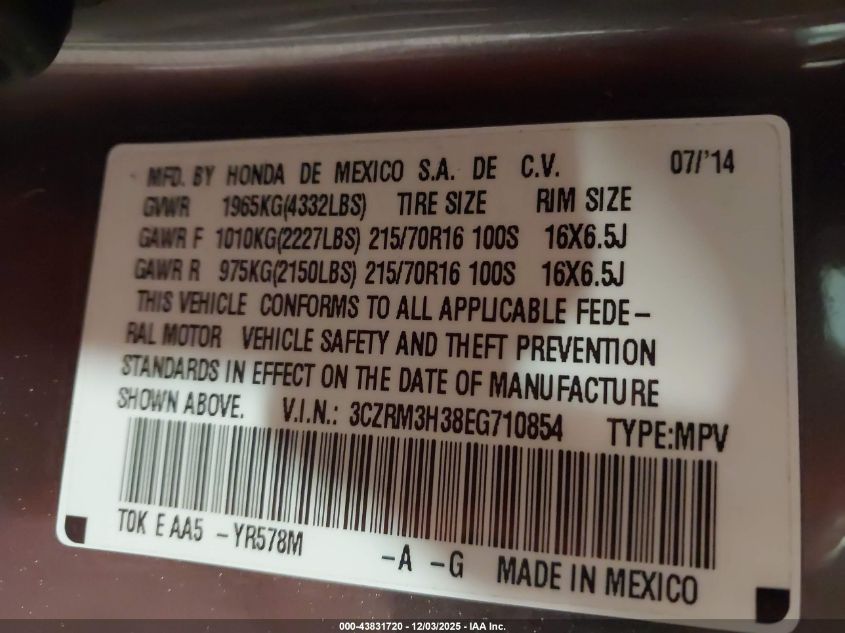 MFD. BY HONDA DE MEXICO S.A. DE C.V. 07/'14
GVWR 1965KG(4332LBS) TIRE SIZE RIM SIZE
GAWR F 1010KG(2227LBS) 215/70R16 100S 16X6.5J
GAWR R 975KG(2150LBS) 215/70R16 100S 16X6.5J
THIS VEHICLE CONFORMS TO ALL APPLICABLE FEDE-
RAL MOTOR VEHICLE SAFETY AND THEFT PREVENTION
STANDARDS IN EFFECT ON THE DATE OF MANUFACTURE
SHOWN ABOVE. V.I.N.: 3CZRM3H38EG710854 TYPE:MPV
T0K E AA5 -YR578M -A -G MADE IN MEXICO
000-43831720 - 12/03/2025 - IAA Inc.